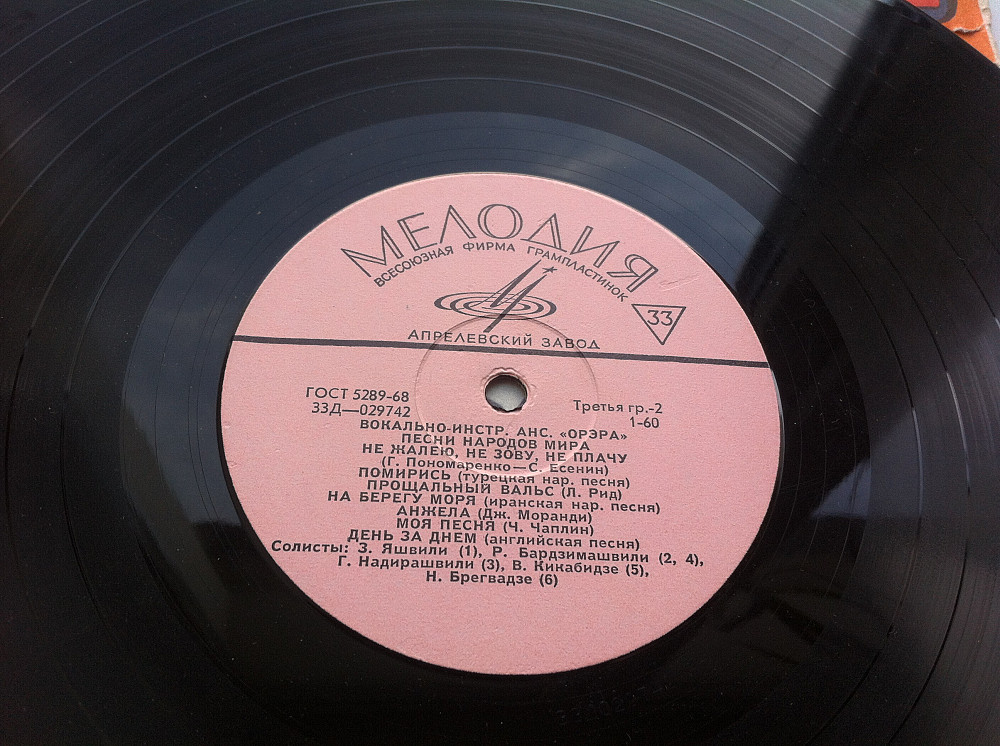 МЕЛОДИЯ
ВСЕСОЮЗНАЯ ФИРМА ГРАМПЛАСТИНОК
33
АПРЕЛЕВСКИЙ ЗАВОД
ГОСТ 5289-68
Третья гр.-2
33Д—029742
1-60
ВОКАЛЬНО-ИНСТР. АНС. «ОРЭРА»
ПЕСНИ НАРОДОВ МИРА
НЕ ЖАЛЕЮ, НЕ ЗОВУ, НЕ ПЛАЧУ
(Г. Пономаренко—С. Есенин)
ПОМИРИСЬ (турецкая нар. песня)
ПРОЩАЛЬНЫЙ ВАЛЬС (Л. Рид)
НА БЕРЕГУ МОРЯ (иранская нар. песня)
АНЖЕЛА (Дж. Моранди)
МОЯ ПЕСНЯ (Ч. Чаплин)
ДЕНЬ ЗА ДНЕМ (английская песня)
Солисты: З. Яшвили (1), Р. Бардзимашвили (2, 4),
Г. Надирашвили (3), В. Кикабидзе (5),
Н. Брегвадзе (6)